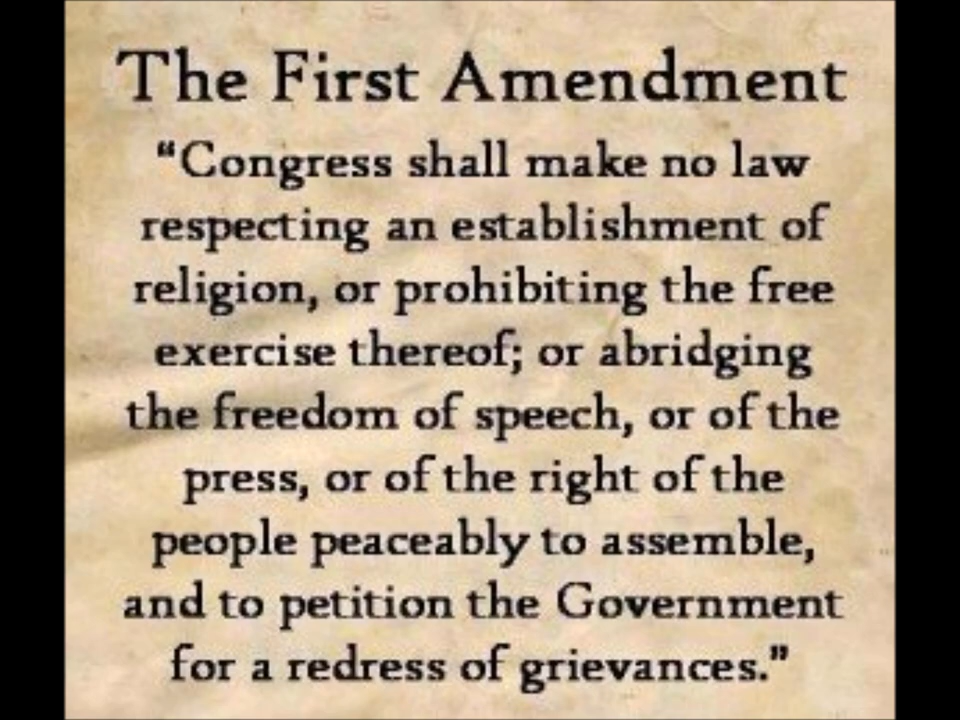 The First Amendment
“Congress shall make no law
respecting an establishment of
religion, or prohibiting the free
exercise thereof; or abridging
the freedom of speech, or of the
press, or of the right of the
people peaceably to assemble,
and to petition the Government
for a redress of grievances.”